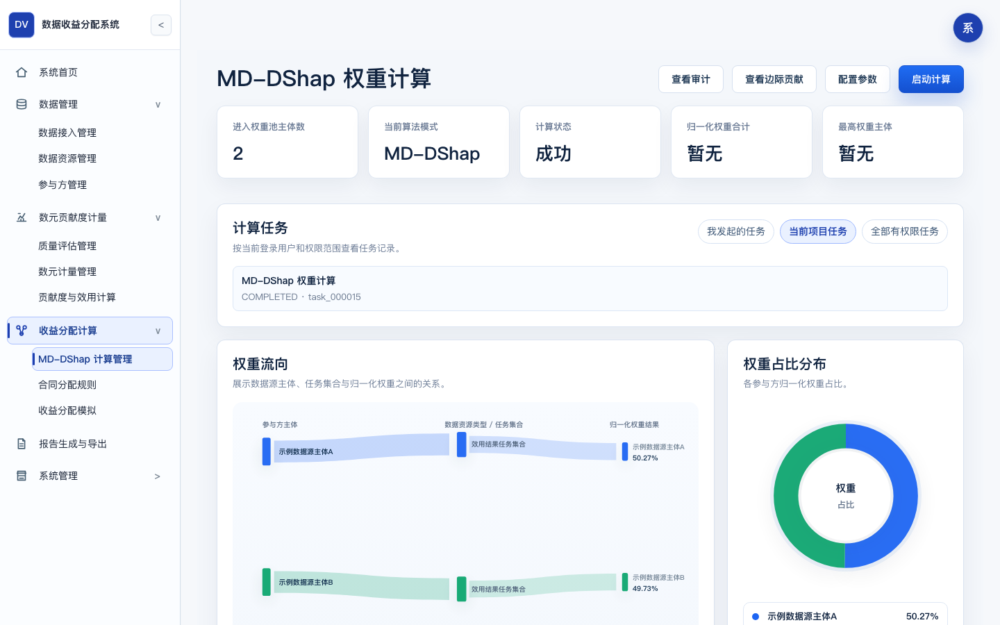 DV
数据收益分配系统
<
系统首页
数据管理
∨
数据接入管理
数据资源管理
参与方管理
数元贡献度计量
∨
质量评估管理
数元计量管理
贡献度与效用计算
收益分配计算
∨
MD–DShap 计算管理
合同分配规则
收益分配模拟
报告生成与导出
系统管理
>
系
MD–DShap 权重计算
查看审计
查看边际贡献
配置参数
启动计算
进入权重池主体数
2
当前算法模式
MD–DShap
计算状态
成功
归一化权重合计
暂无
最高权重主体
暂无
计算任务
按当前登录用户和权限范围查看任务记录。
我发起的任务
当前项目任务
全部有权限任务
MD–DShap 权重计算
COMPLETED · task_000015
权重流向
展示数据源主体、任务集合与归一化权重之间的关系。
参与方主体
数据资源类型 / 任务集合
归一化权重结果
示例数据源主体A
效用结果任务集合
示例数据源主体A
50.27%
示例数据源主体B
效用结果任务集合
示例数据源主体B
49.73%
权重占比分布
各参与方归一化权重占比。
权重
占比
示例数据源主体A
50.27%